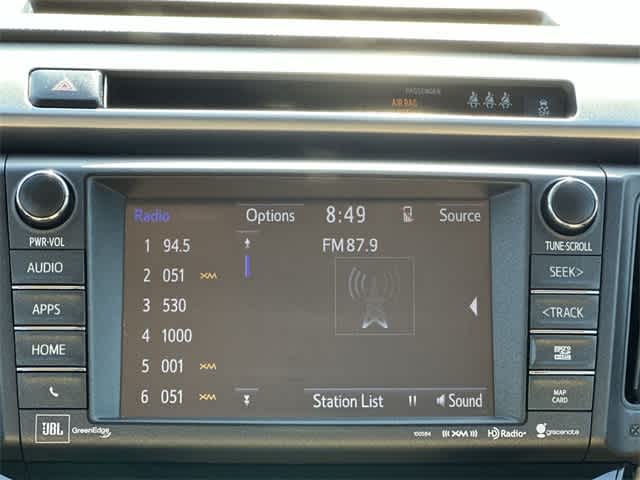 PASSENGER
AIR BAG
Radio Options 8:49 Source
1 94.5 FM 87.9
2 051 XM
3 530
4 1000
5 001 XM
6 051 XM
Station List Sound
PWR·VOL
AUDIO
APPS
HOME
TUNE·SCROLL
SEEK>
<TRACK
MAP
CARD
JBL GreenEdge 100584 ((XM)) HD Radio gracenote